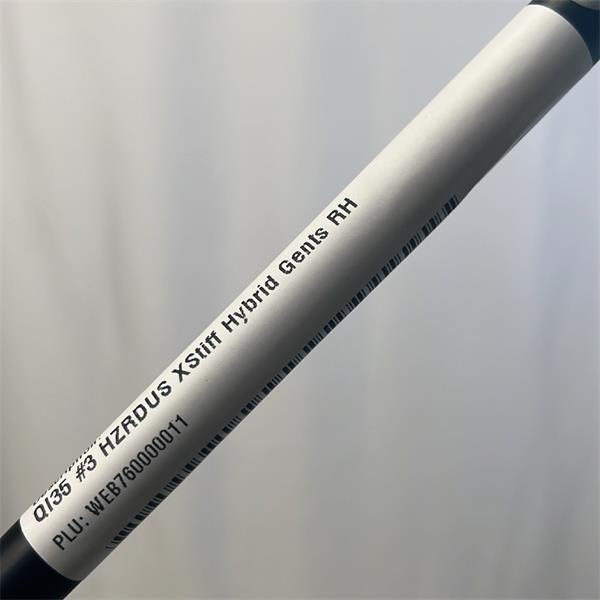 QI35 #3 HZRDUS XStiff Hybrid Gents RH
PLU: WEB760000011